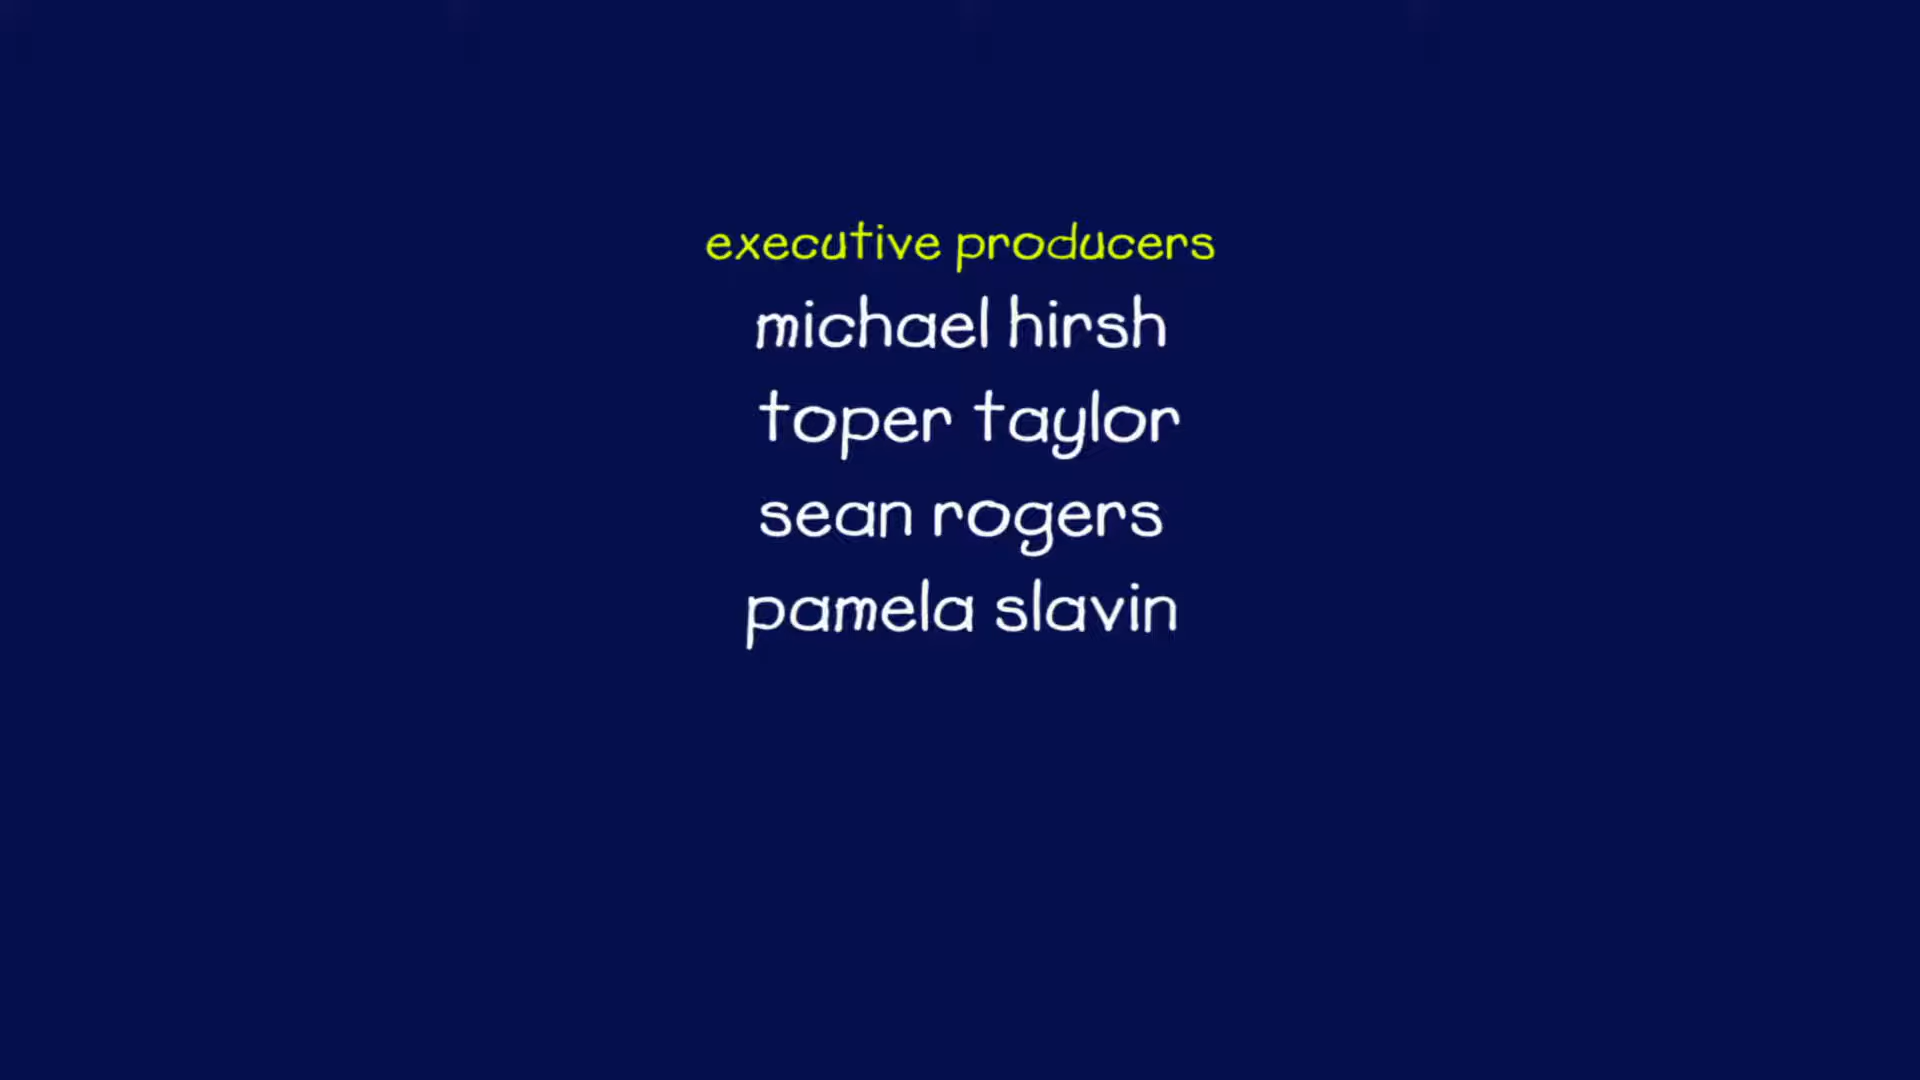 executive producers
michael hirsh
toper taylor
sean rogers
pamela slavin